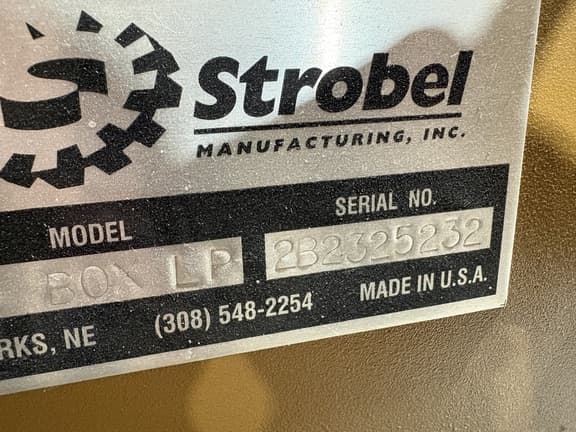 Strobel
MANUFACTURING, INC.
MODEL
SERIAL NO.
BOX LP
2B2325232
RKS, NE
(308) 548-2254
MADE IN U.S.A.